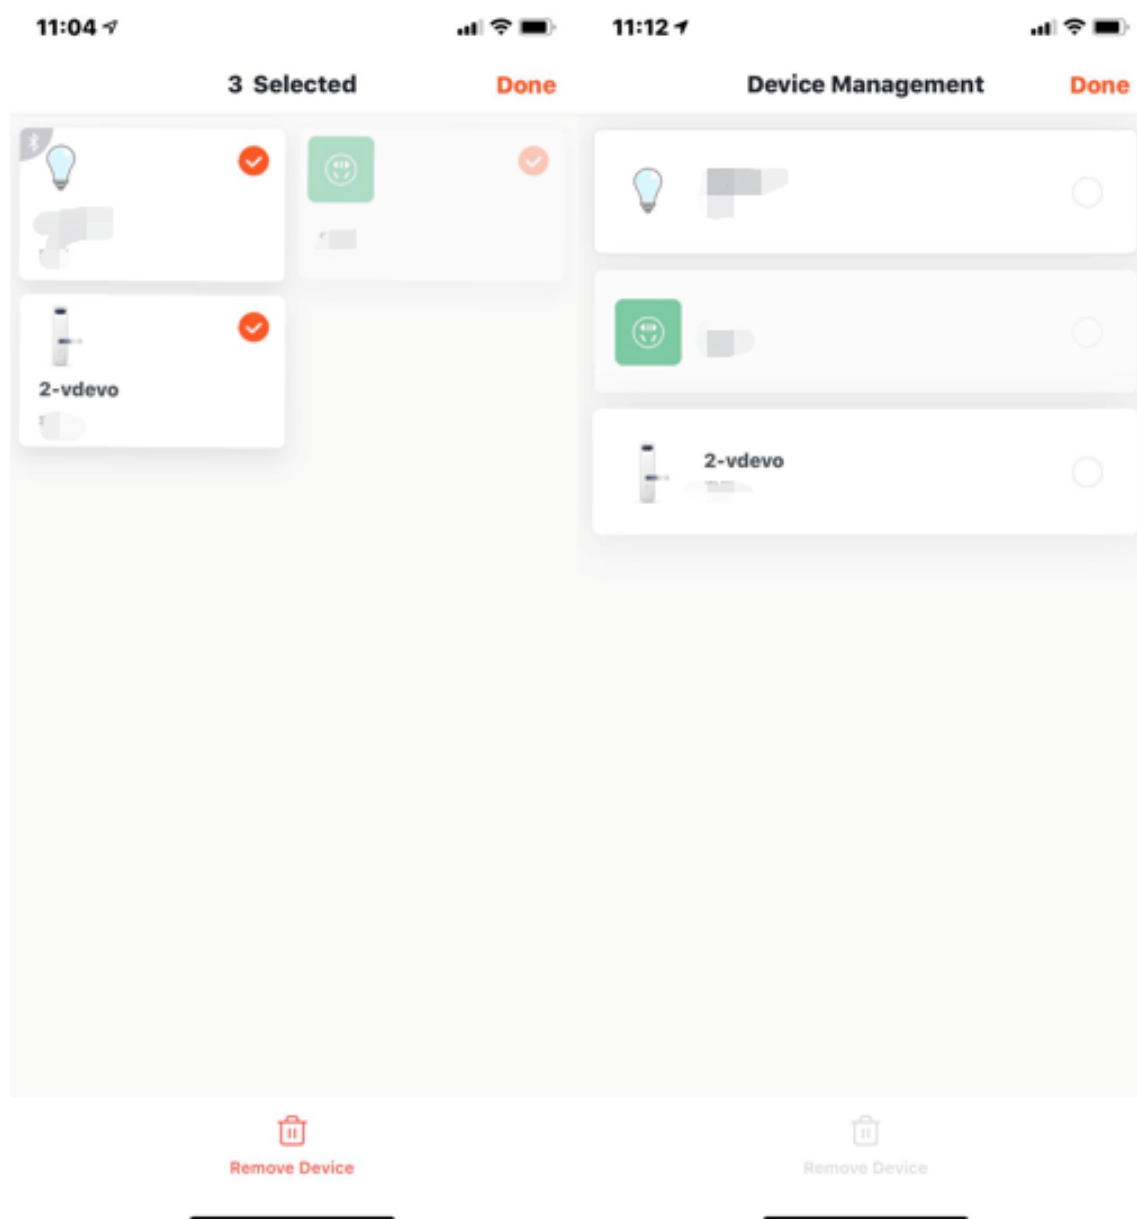 11:04
3 Selected
Done
2-vdevo
Remove Device
11:12
Device Management
Done
2-vdevo
Remove Device